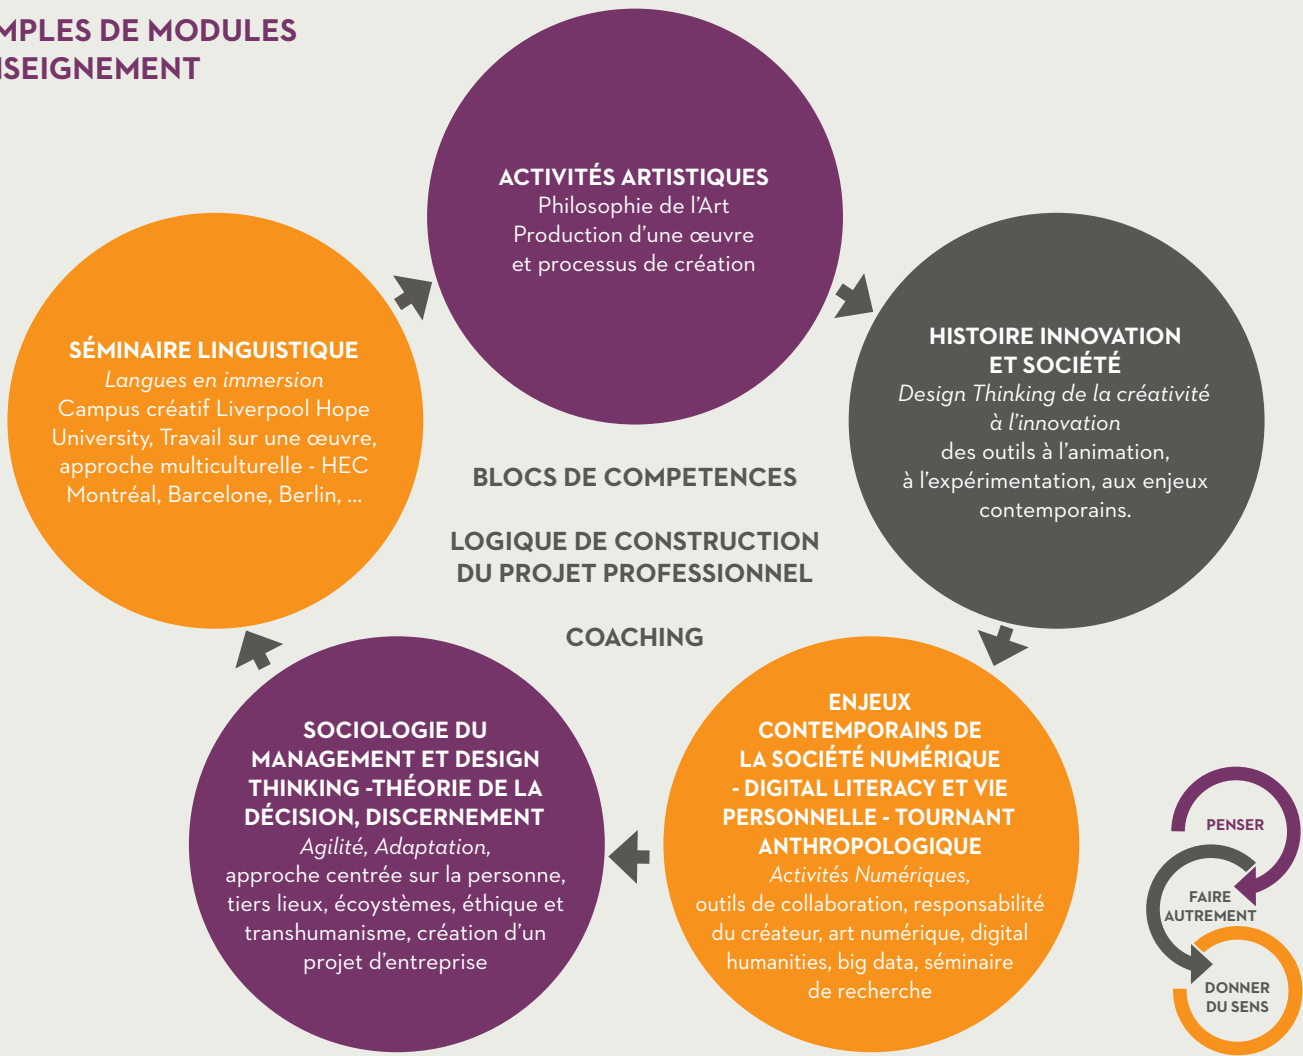 MPLES DE MODULES
NSEIGNEMENT
ACTIVITÉS ARTISTIQUES
Philosophie de l'Art
Production d'une œuvre
et processus de création
HISTOIRE INNOVATION
ET SOCIÉTÉ
Design Thinking de la créativité
à l'innovation
des outils à l'animation,
à l'expérimentation, aux enjeux
contemporains.
SÉMINAIRE LINGUISTIQUE
Langues en immersion
Campus créatif Liverpool Hope
University, Travail sur une œuvre,
approche multiculturelle - HEC
Montréal, Barcelone, Berlin, ...
BLOCS DE COMPETENCES
LOGIQUE DE CONSTRUCTION
DU PROJET PROFESSIONNEL
COACHING
ENJEUX
CONTEMPORAINS DE
LA SOCIÉTÉ NUMÉRIQUE
- DIGITAL LITERACY ET VIE
PERSONNELLE - TOURNANT
ANTHROPOLOGIQUE
Activités Numériques,
outils de collaboration, responsabilité
du créateur, art numérique, digital
humanities, big data, séminaire
de recherche
SOCIOLOGIE DU
MANAGEMENT ET DESIGN
THINKING -THÉORIE DE LA
DÉCISION, DISCERNEMENT
Agilité, Adaptation,
approche centrée sur la personne,
tiers lieux, écoystèmes, éthique et
transhumanisme, création d'un
projet d'entreprise
PENSER
FAIRE
AUTREMENT
DONNER
DU SENS